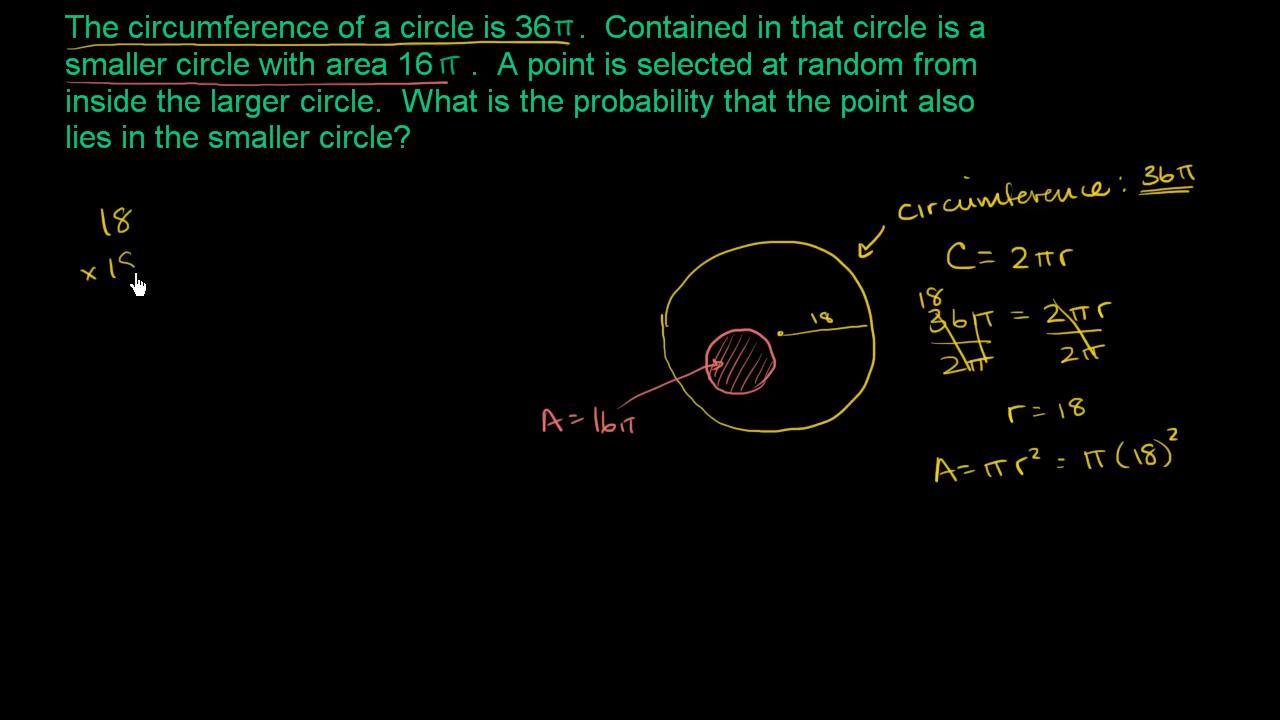 The circumference of a circle is 36π. Contained in that circle is a
smaller circle with area 16π. A point is selected at random from
inside the larger circle. What is the probability that the point also
lies in the smaller circle?
circumference: 36π
18
× 18
C = 2πr
18
36π = 2πr
2π 2π
18
A = 16π
r = 18
A = πr² = π(18)²